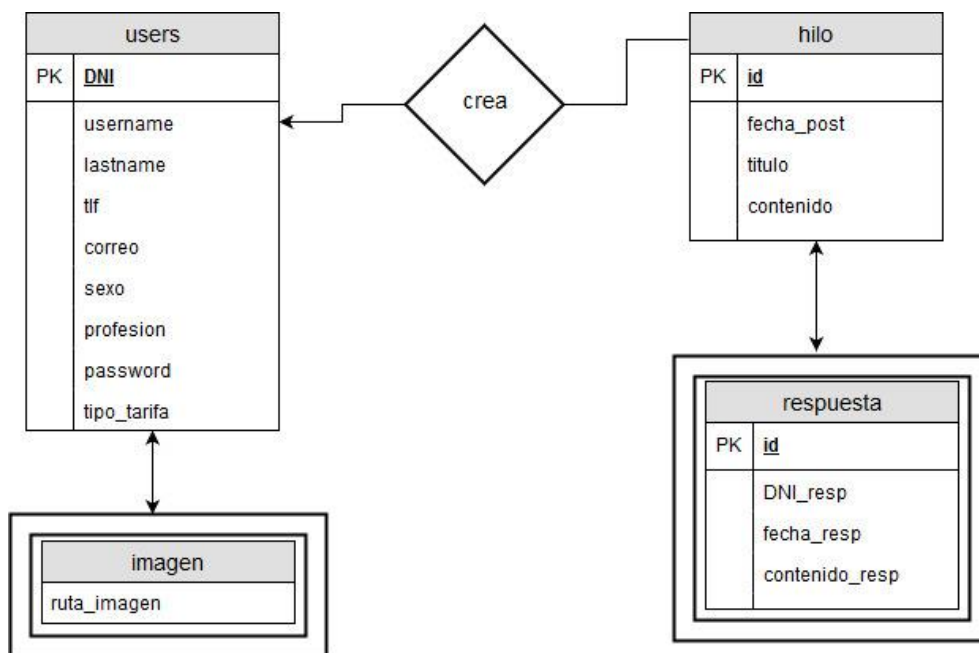 users
PK DNI
username
lastname
tlf
correo
sexo
profesion
password
tipo_tarifa
crea
hilo
PK id
fecha_post
titulo
contenido
imagen
ruta_imagen
respuesta
PK id
DNI_resp
fecha_resp
contenido_resp